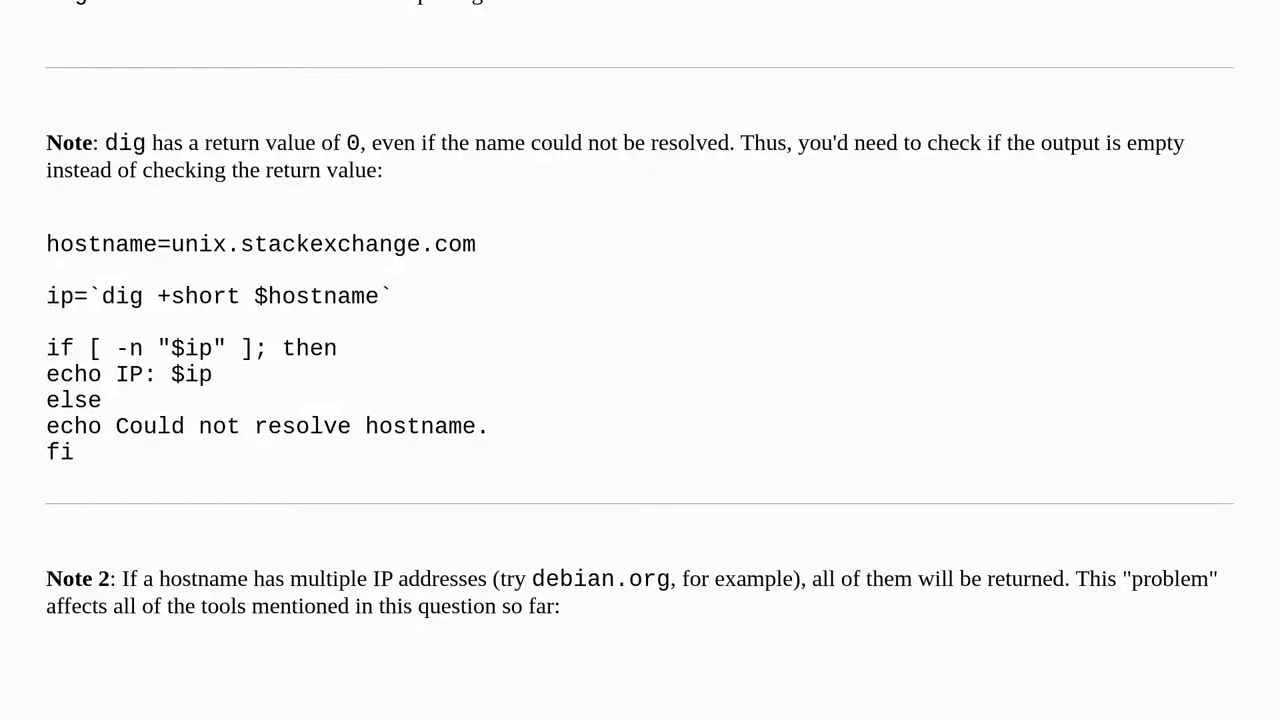 Note: dig has a return value of 0, even if the name could not be resolved. Thus, you'd need to check if the output is empty
instead of checking the return value:
hostname=unix.stackexchange.com
ip=`dig +short $hostname`
if [ -n "$ip" ]; then
echo IP: $ip
else
echo Could not resolve hostname.
fi
Note 2: If a hostname has multiple IP addresses (try debian.org, for example), all of them will be returned. This "problem"
affects all of the tools mentioned in this question so far: